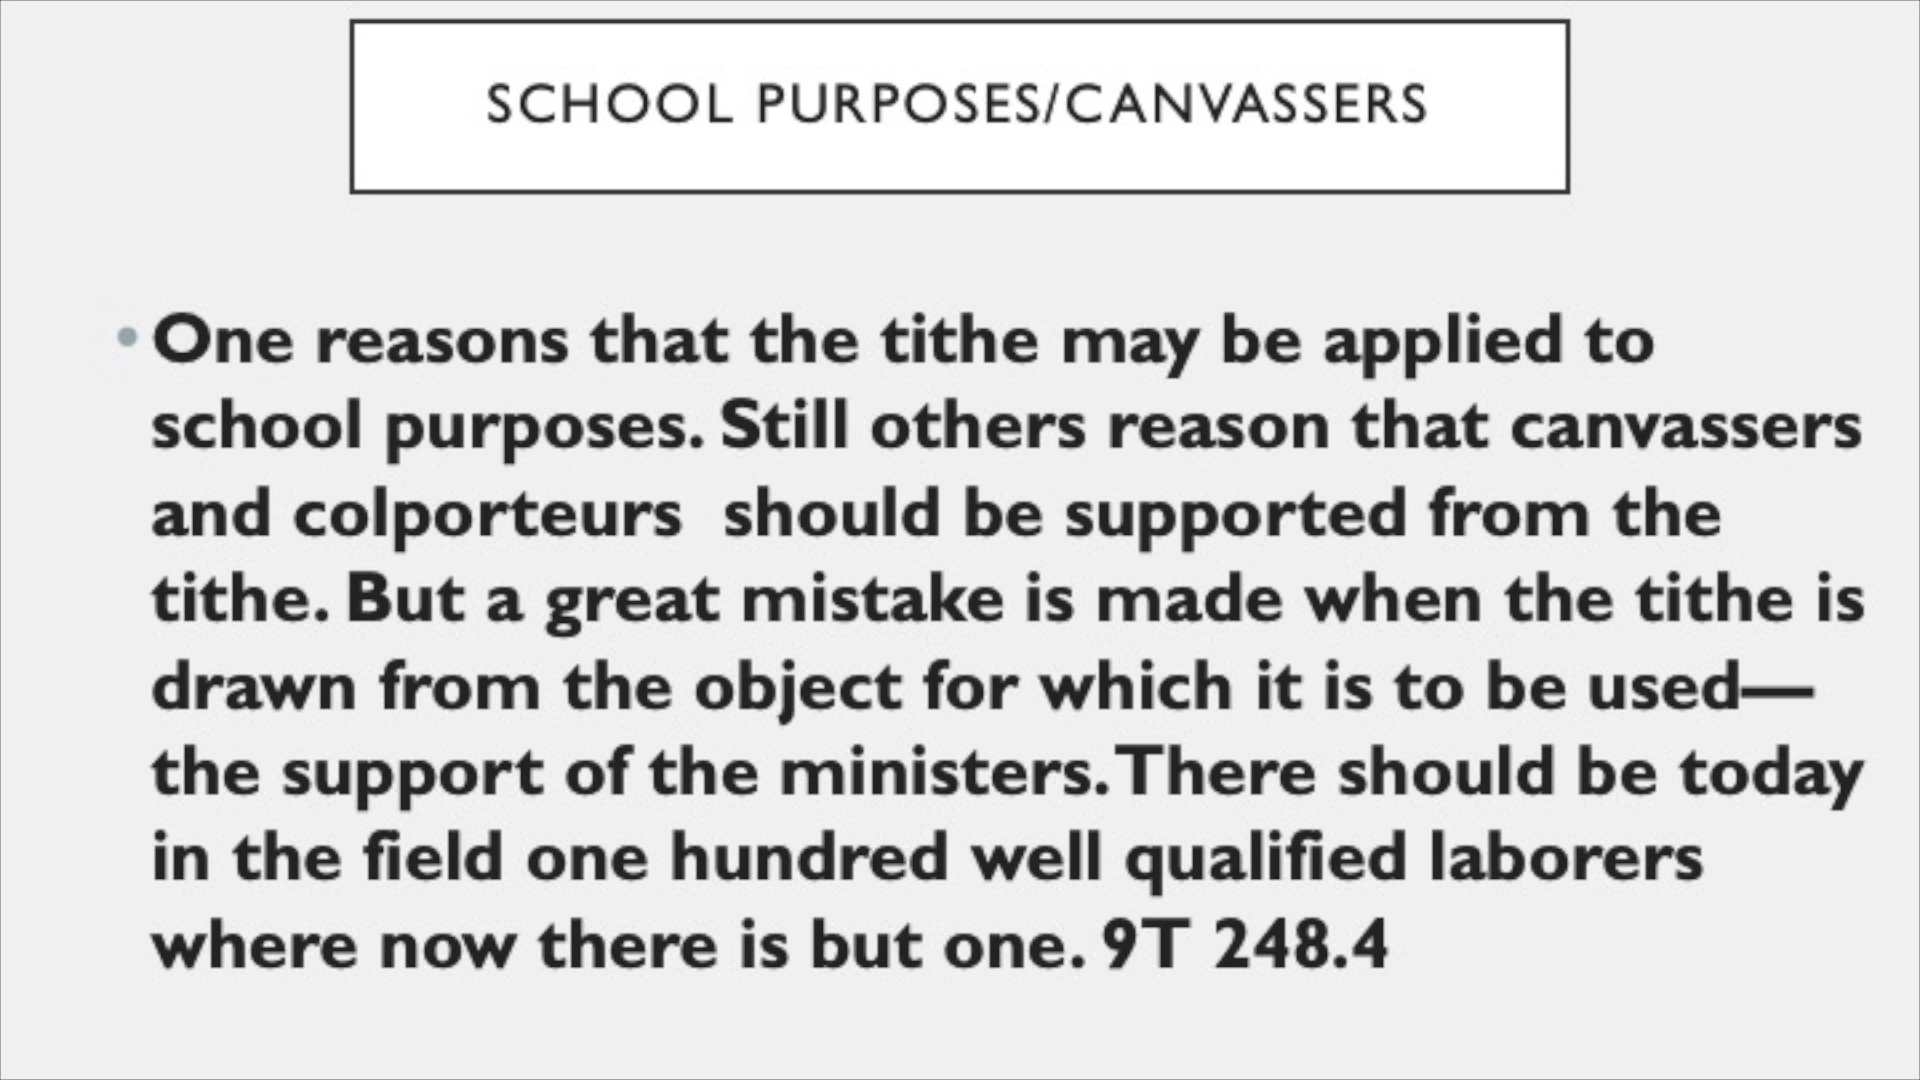 SCHOOL PURPOSES/CANVASSERS
• One reasons that the tithe may be applied to
school purposes. Still others reason that canvassers
and colporteurs  should be supported from the
tithe. But a great mistake is made when the tithe is
drawn from the object for which it is to be used—
the support of the ministers. There should be today
in the field one hundred well qualified laborers
where now there is but one. 9T 248.4